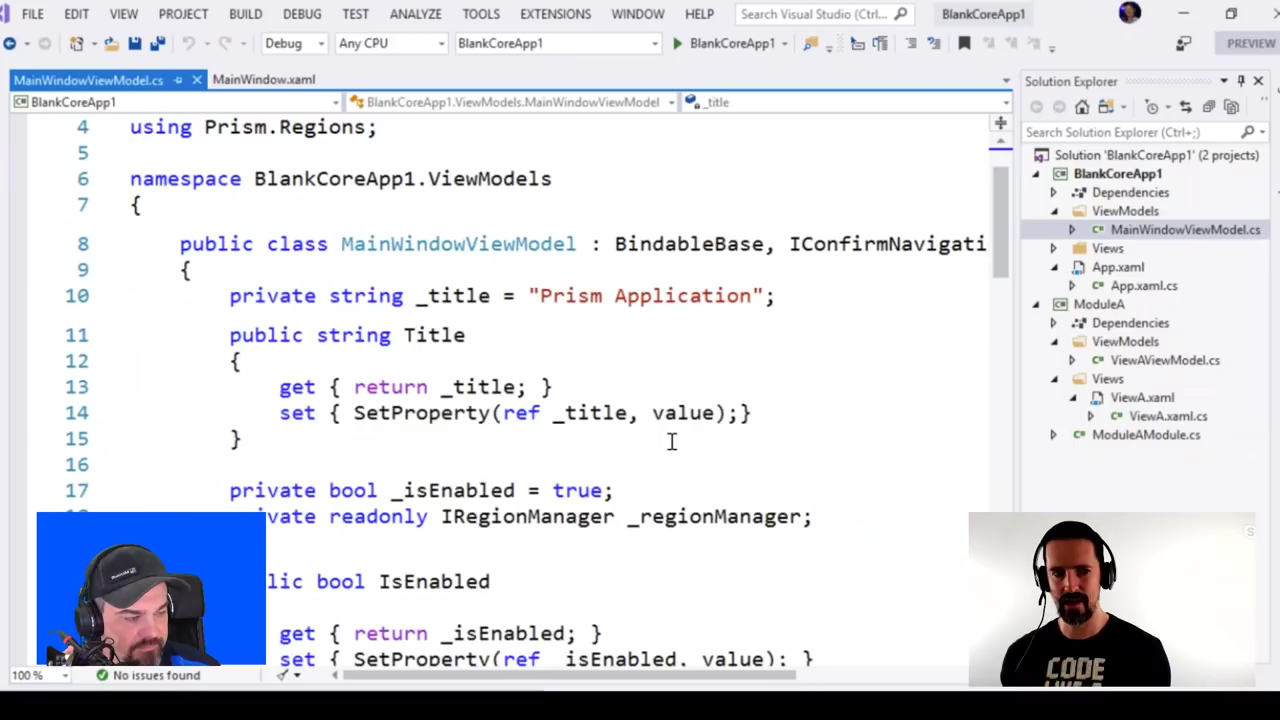 FILE EDIT VIEW PROJECT BUILD DEBUG TEST ANALYZE TOOLS EXTENSIONS WINDOW HELP Search Visual Studio (Ctrl+;) BlankCoreApp1
Debug Any CPU BlankCoreApp1 BlankCoreApp1 PREVIEW
MainWindowViewModel.cs MainWindow.xaml
BlankCoreApp1 BlankCoreApp1.ViewModels.MainWindowViewModel _title
4 using Prism.Regions;
5
6 namespace BlankCoreApp1.ViewModels
7 {
8 public class MainWindowViewModel : BindableBase, IConfirmNavigati
9 {
10 private string _title = "Prism Application";
11 public string Title
12 {
13 get { return _title; }
14 set { SetProperty(ref _title, value);}
15 }
16
17 private bool _isEnabled = true;
private readonly IRegionManager _regionManager;
bool IsEnabled
get { return _isEnabled; }
set { SetProperty(ref _isEnabled, value); }
100 % No issues found
Solution Explorer
Search Solution Explorer (Ctrl+;)
Solution 'BlankCoreApp1' (2 projects)
BlankCoreApp1
Dependencies
ViewModels
MainWindowViewModel.cs
Views
App.xaml
App.xaml.cs
ModuleA
Dependencies
ViewModels
ViewAViewModel.cs
Views
ViewA.xaml
ViewA.xaml.cs
ModuleAModule.cs
CODE